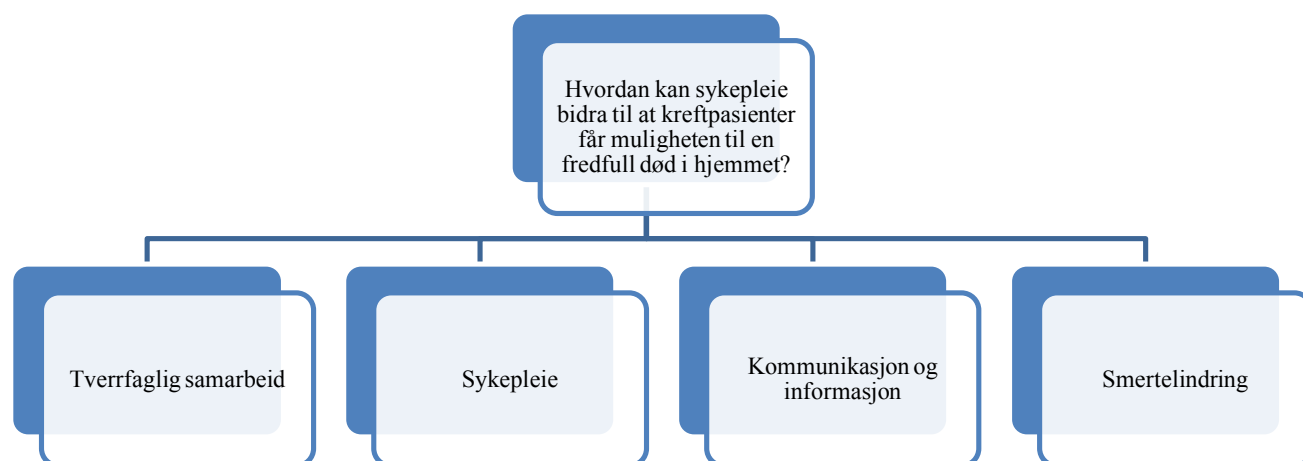 Hvordan kan sykepleie
bidra til at kreftpasienter
får muligheten til en
fredfull død i hjemmet?
Tverrfaglig samarbeid
Sykepleie
Kommunikasjon og
informasjon
Smertelindring